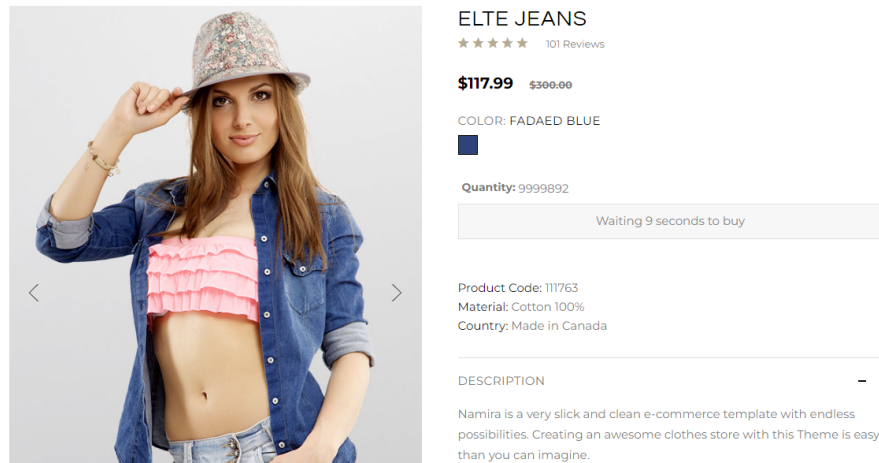 ELTE JEANS
101 Reviews
$117.99 $300.00
COLOR: FADAED BLUE
Quantity: 9999892
Waiting 9 seconds to buy
Product Code: 111763
Material: Cotton 100%
Country: Made in Canada
DESCRIPTION
Namira is a very slick and clean e-commerce template with endless
possibilities. Creating an awesome clothes store with this Theme is easy
than you can imagine.